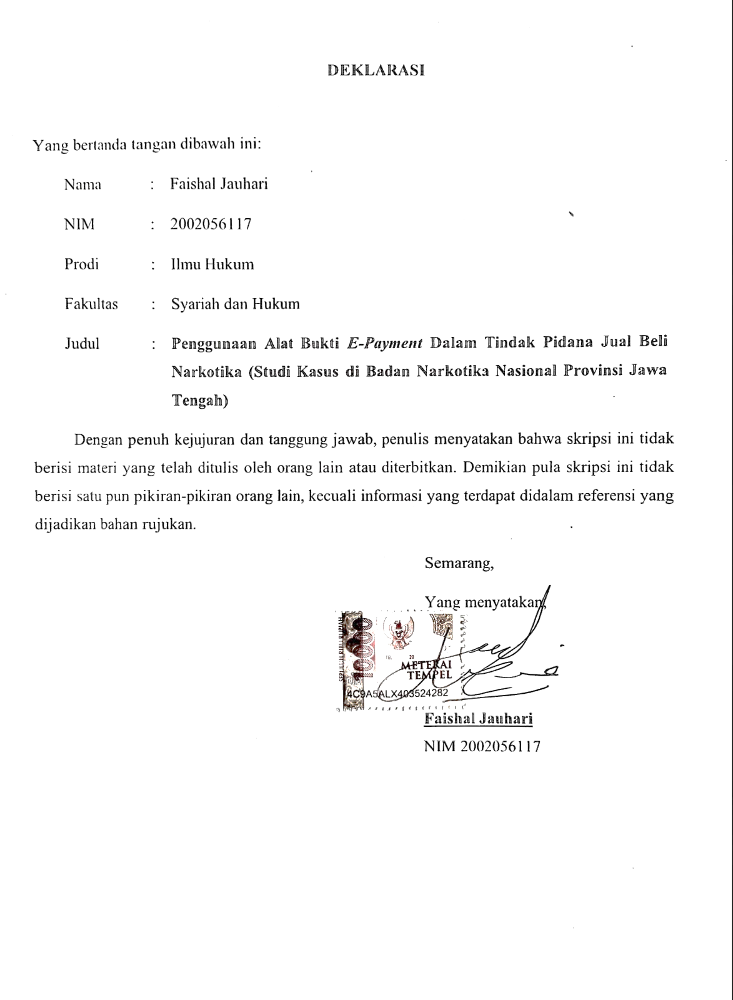 DEKLARASI
Yang bertanda tangan dibawah ini:
Nama : Faishal Jauhari
NIM : 2002056117
Prodi : Ilmu Hukum
Fakultas : Syariah dan Hukum
Judul : Penggunaan Alat Bukti E-Payment Dalam Tindak Pidana Jual Beli
Narkotika (Studi Kasus di Badan Narkotika Nasional Provinsi Jawa
Tengah)
Dengan penuh kejujuran dan tanggung jawab, penulis menyatakan bahwa skripsi ini tidak
berisi materi yang telah ditulis oleh orang lain atau diterbitkan. Demikian pula skripsi ini tidak
berisi satu pun pikiran-pikiran orang lain, kecuali informasi yang terdapat didalam referensi yang
dijadikan bahan rujukan.
Semarang,
Yang menyatakan,
SEPULUH RIBU RUPIAH
10000
TGL 20
METERAI
TEMPEL
4C9A5ALX403524282
Faishal Jauhari
NIM 2002056117